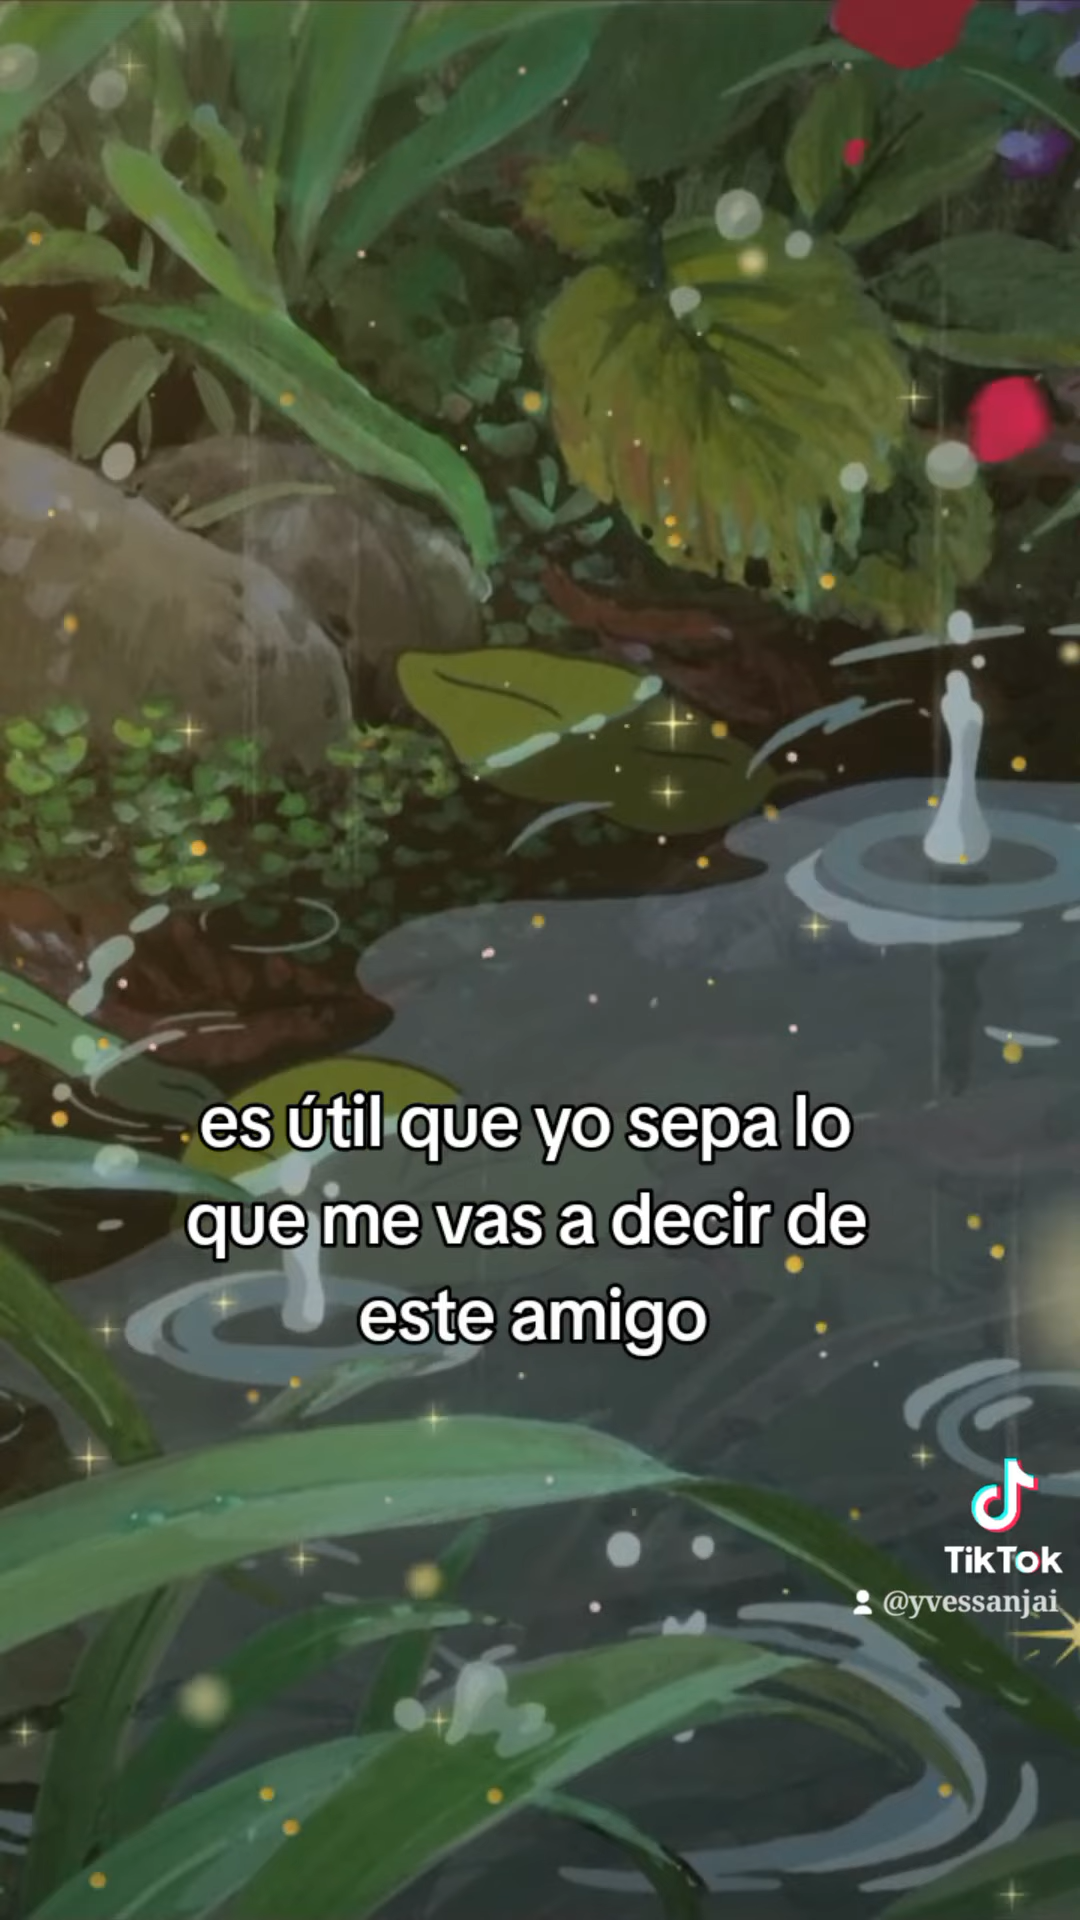 es útil que yo sepa lo
que me vas a decir de
este amigo
TikTok
@yvessanjai